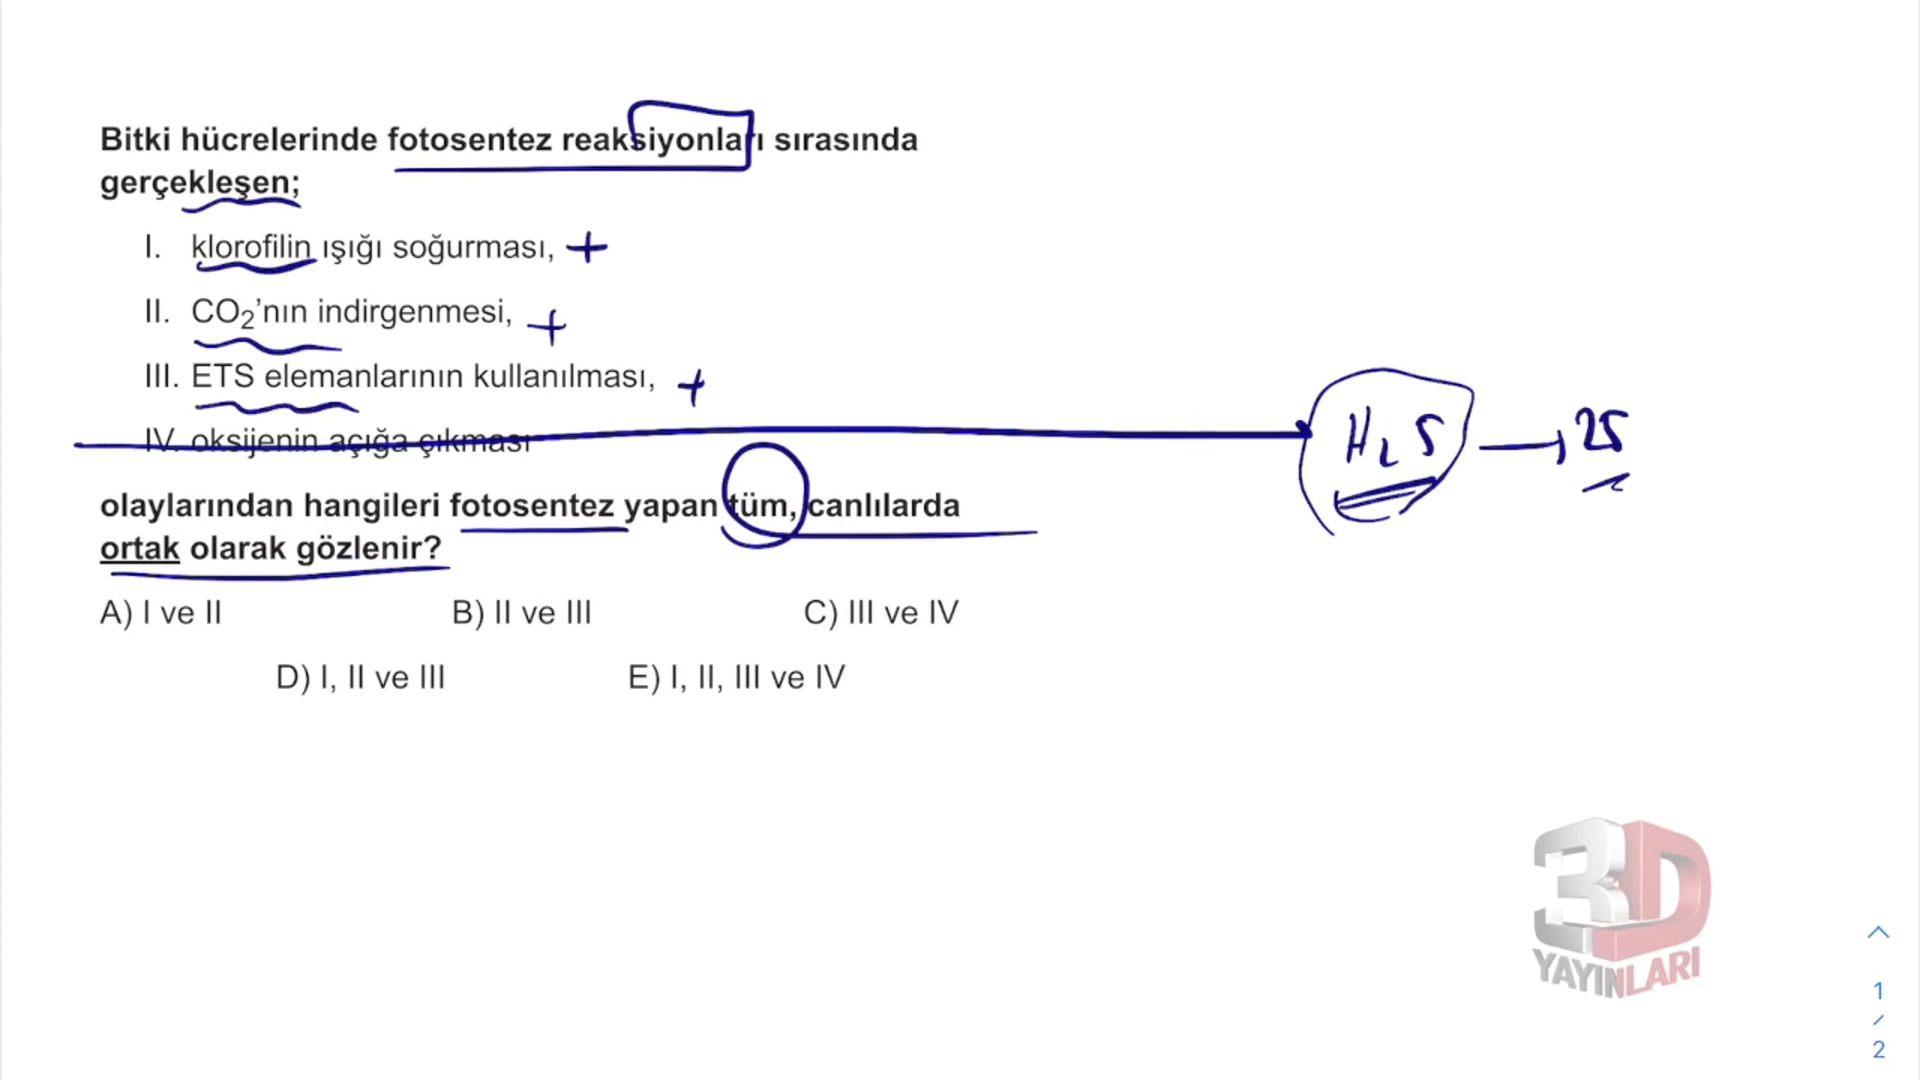 Bitki hücrelerinde fotosentez reaksiyonları sırasında
gerçekleşen;
I. klorofilin ışığı soğurması, +
II. CO₂'nın indirgenmesi, +
III. ETS elemanlarının kullanılması, +
IV. oksijenin açığa çıkması
H₂S → 2S
olaylarından hangileri fotosentez yapan tüm, canlılarda
ortak olarak gözlenir?
A) I ve II B) II ve III C) III ve IV
D) I, II ve III E) I, II, III ve IV
3D
YAYINLARI
1
/
2